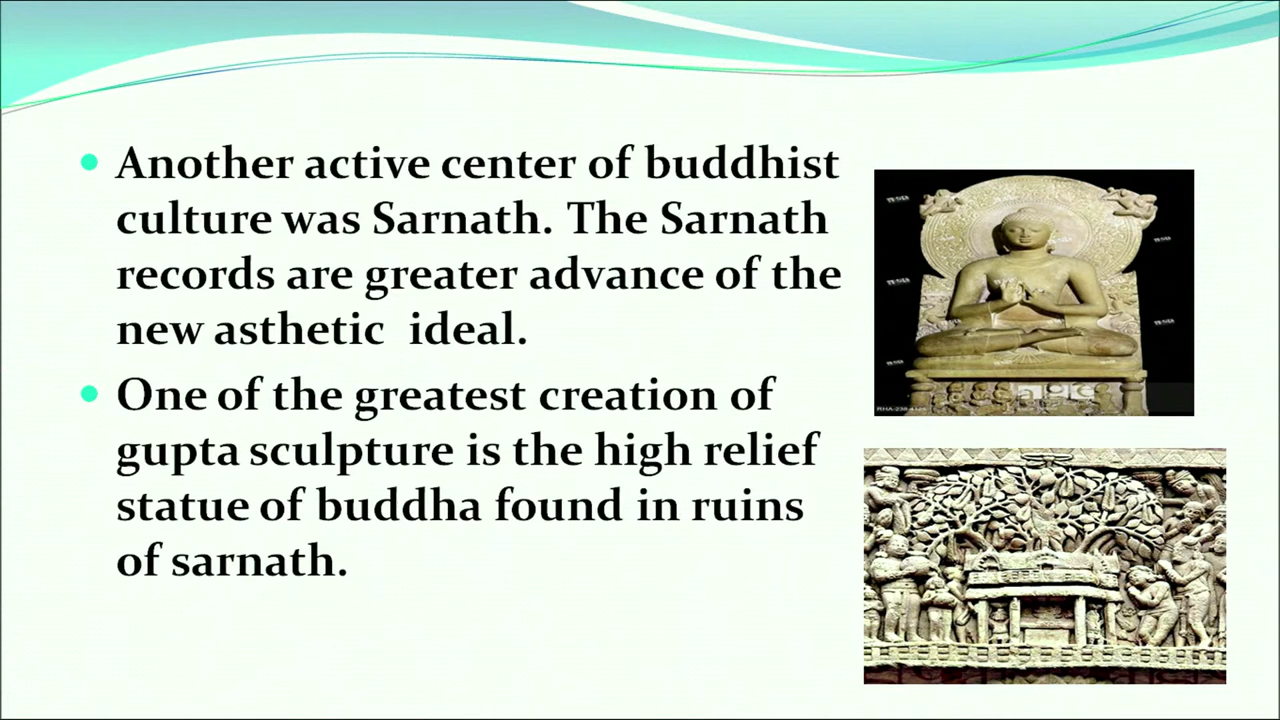 Another active center of buddhist
culture was Sarnath. The Sarnath
records are greater advance of the
new asthetic ideal.
One of the greatest creation of
gupta sculpture is the high relief
statue of buddha found in ruins
of sarnath.